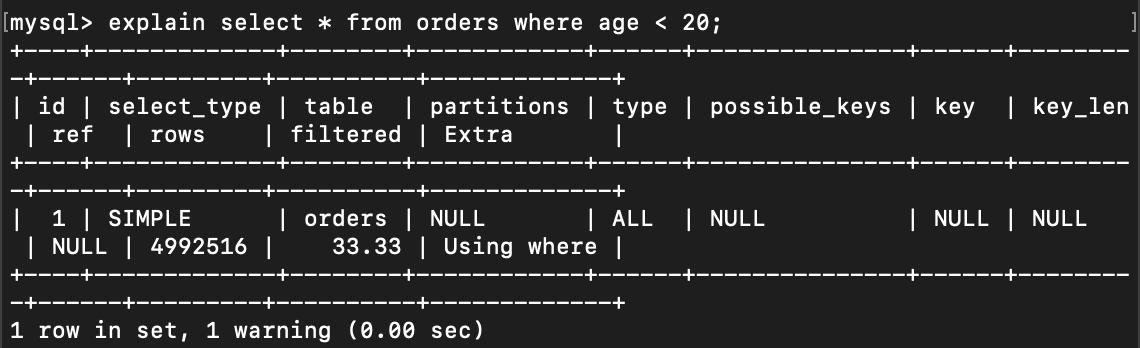 [mysql> explain select * from orders where age < 20; ]
+----+-------------+--------+------------+------+---------------+------+--------
-+------+---------+----------+-------------+
| id | select_type | table  | partitions | type | possible_keys | key  | key_len
 | ref  | rows    | filtered | Extra       |
+----+-------------+--------+------------+------+---------------+------+--------
-+------+---------+----------+-------------+
|  1 | SIMPLE      | orders | NULL       | ALL  | NULL          | NULL | NULL
 | NULL | 4992516 |    33.33 | Using where |
+----+-------------+--------+------------+------+---------------+------+--------
-+------+---------+----------+-------------+
1 row in set, 1 warning (0.00 sec)